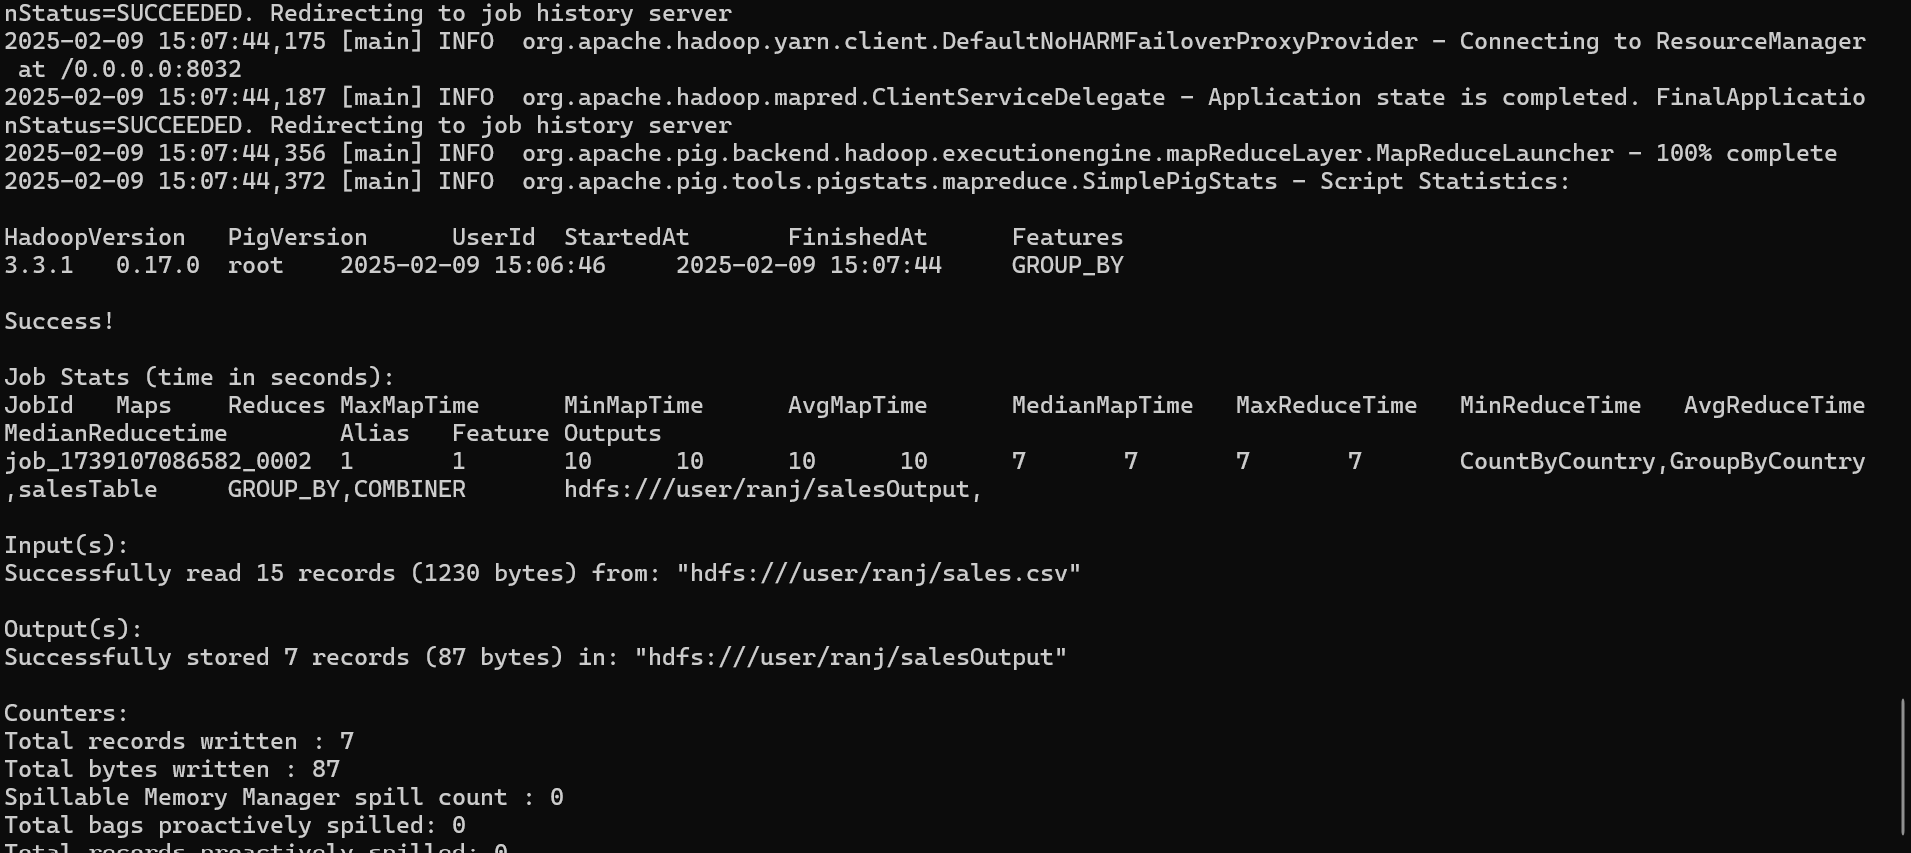 nStatus=SUCCEEDED. Redirecting to job history server
2025-02-09 15:07:44,175 [main] INFO  org.apache.hadoop.yarn.client.DefaultNoHARMFailoverProxyProvider - Connecting to ResourceManager
 at /0.0.0.0:8032
2025-02-09 15:07:44,187 [main] INFO  org.apache.hadoop.mapred.ClientServiceDelegate - Application state is completed. FinalApplicatio
nStatus=SUCCEEDED. Redirecting to job history server
2025-02-09 15:07:44,356 [main] INFO  org.apache.pig.backend.hadoop.executionengine.mapReduceLayer.MapReduceLauncher - 100% complete
2025-02-09 15:07:44,372 [main] INFO  org.apache.pig.tools.pigstats.mapreduce.SimplePigStats - Script Statistics:
HadoopVersion   PigVersion      UserId  StartedAt       FinishedAt      Features
3.3.1   0.17.0  root    2025-02-09 15:06:46     2025-02-09 15:07:44     GROUP_BY
Success!
Job Stats (time in seconds):
JobId   Maps    Reduces MaxMapTime      MinMapTime      AvgMapTime      MedianMapTime   MaxReduceTime   MinReduceTime   AvgReduceTime
MedianReducetime        Alias   Feature Outputs
job_1739107086582_0002  1       1       10      10      10      10      7       7       7       7       CountByCountry,GroupByCountry
,salesTable     GROUP_BY,COMBINER       hdfs:///user/ranj/salesOutput,
Input(s):
Successfully read 15 records (1230 bytes) from: "hdfs:///user/ranj/sales.csv"
Output(s):
Successfully stored 7 records (87 bytes) in: "hdfs:///user/ranj/salesOutput"
Counters:
Total records written : 7
Total bytes written : 87
Spillable Memory Manager spill count : 0
Total bags proactively spilled: 0
Total records proactively spilled: 0